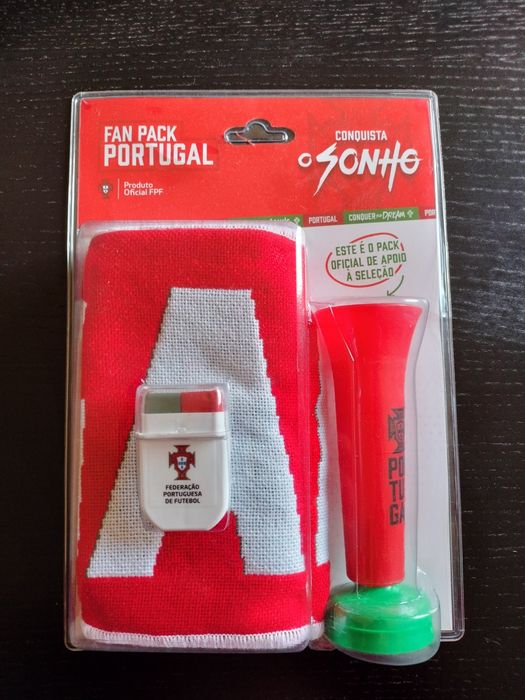 FAN PACK
PORTUGAL
Produto
Oficial FPF
CONQUISTA
O SONHO
PORTUGAL
CONQUER THE DREAM
POR
ESTE É O PACK
OFICIAL DE APOIO
À SELEÇÃO
A
FEDERAÇÃO
PORTUGUESA
DE FUTEBOL
PO
TU
GA